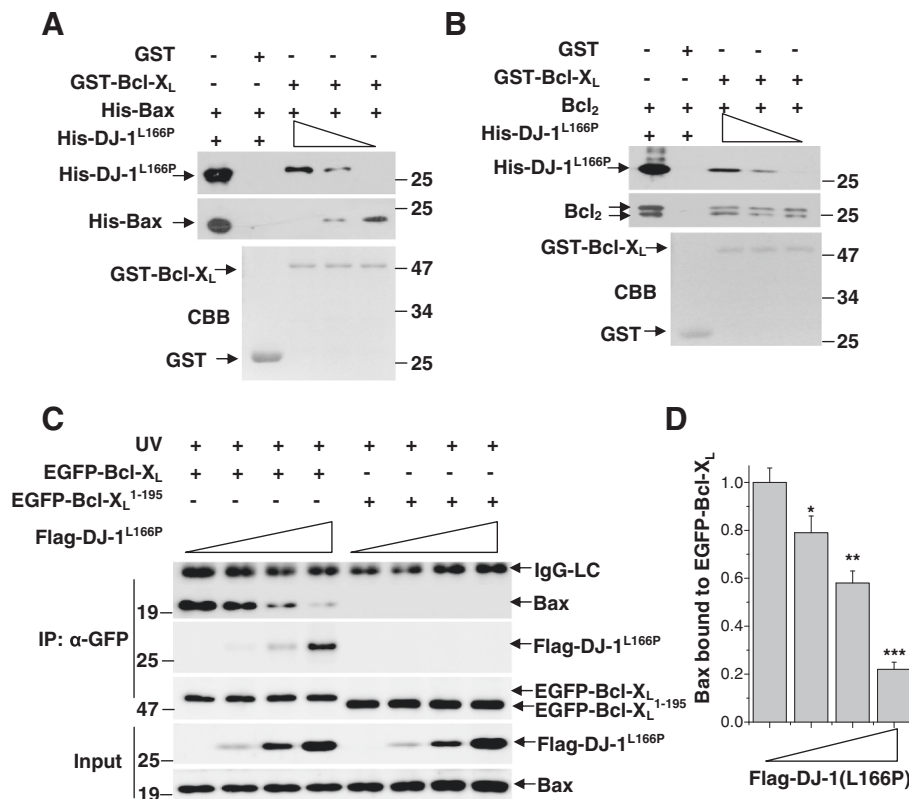 A
GST - + - - -
GST-Bcl-XL - - + + +
His-Bax + + + + +
His-DJ-1L166P + +
His-DJ-1L166P
25
25
His-Bax
GST-Bcl-XL
47
34
CBB
GST
25
B
GST - + - - -
GST-Bcl-XL - - + + +
Bcl2 + + + + +
His-DJ-1L166P + +
His-DJ-1L166P
25
Bcl2
25
GST-Bcl-XL
47
CBB
34
GST
25
C
UV + + + + + + + +
EGFP-Bcl-XL + + + + - - - -
EGFP-Bcl-XL1-195 - - - - + + + +
Flag-DJ-1L166P
IgG-LC
19 Bax
IP: α-GFP
Flag-DJ-1L166P
25
EGFP-Bcl-XL
47 EGFP-Bcl-XL1-195
Flag-DJ-1L166P
Input 25
19 Bax
D
Bax bound to EGFP-Bcl-XL
1.0
0.8
0.6
0.4
0.2
0.0
*
**
***
Flag-DJ-1(L166P)